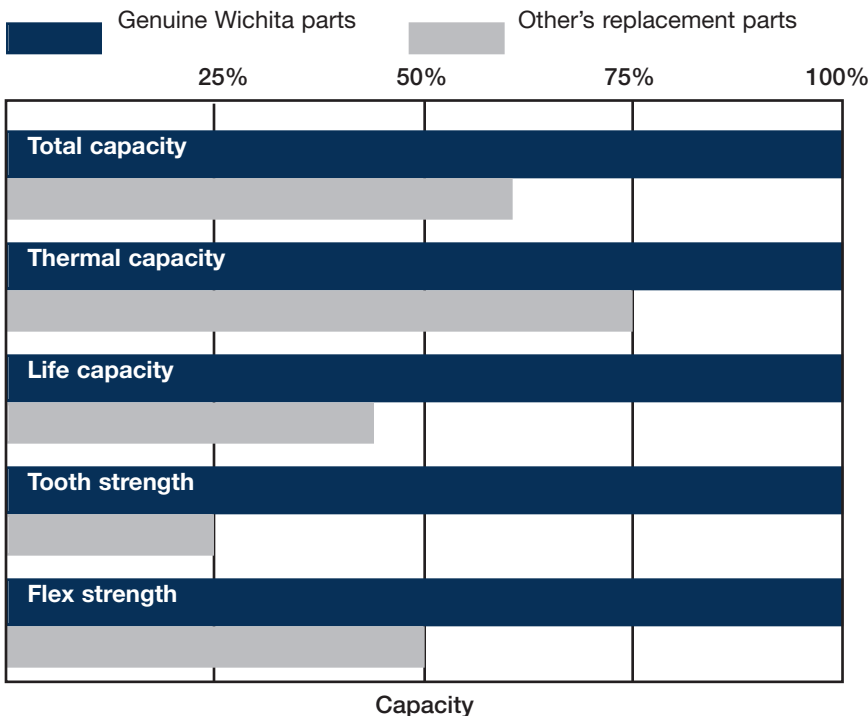 Genuine Wichita parts
Other's replacement parts
25% 50% 75% 100%
Total capacity
Thermal capacity
Life capacity
Tooth strength
Flex strength
Capacity